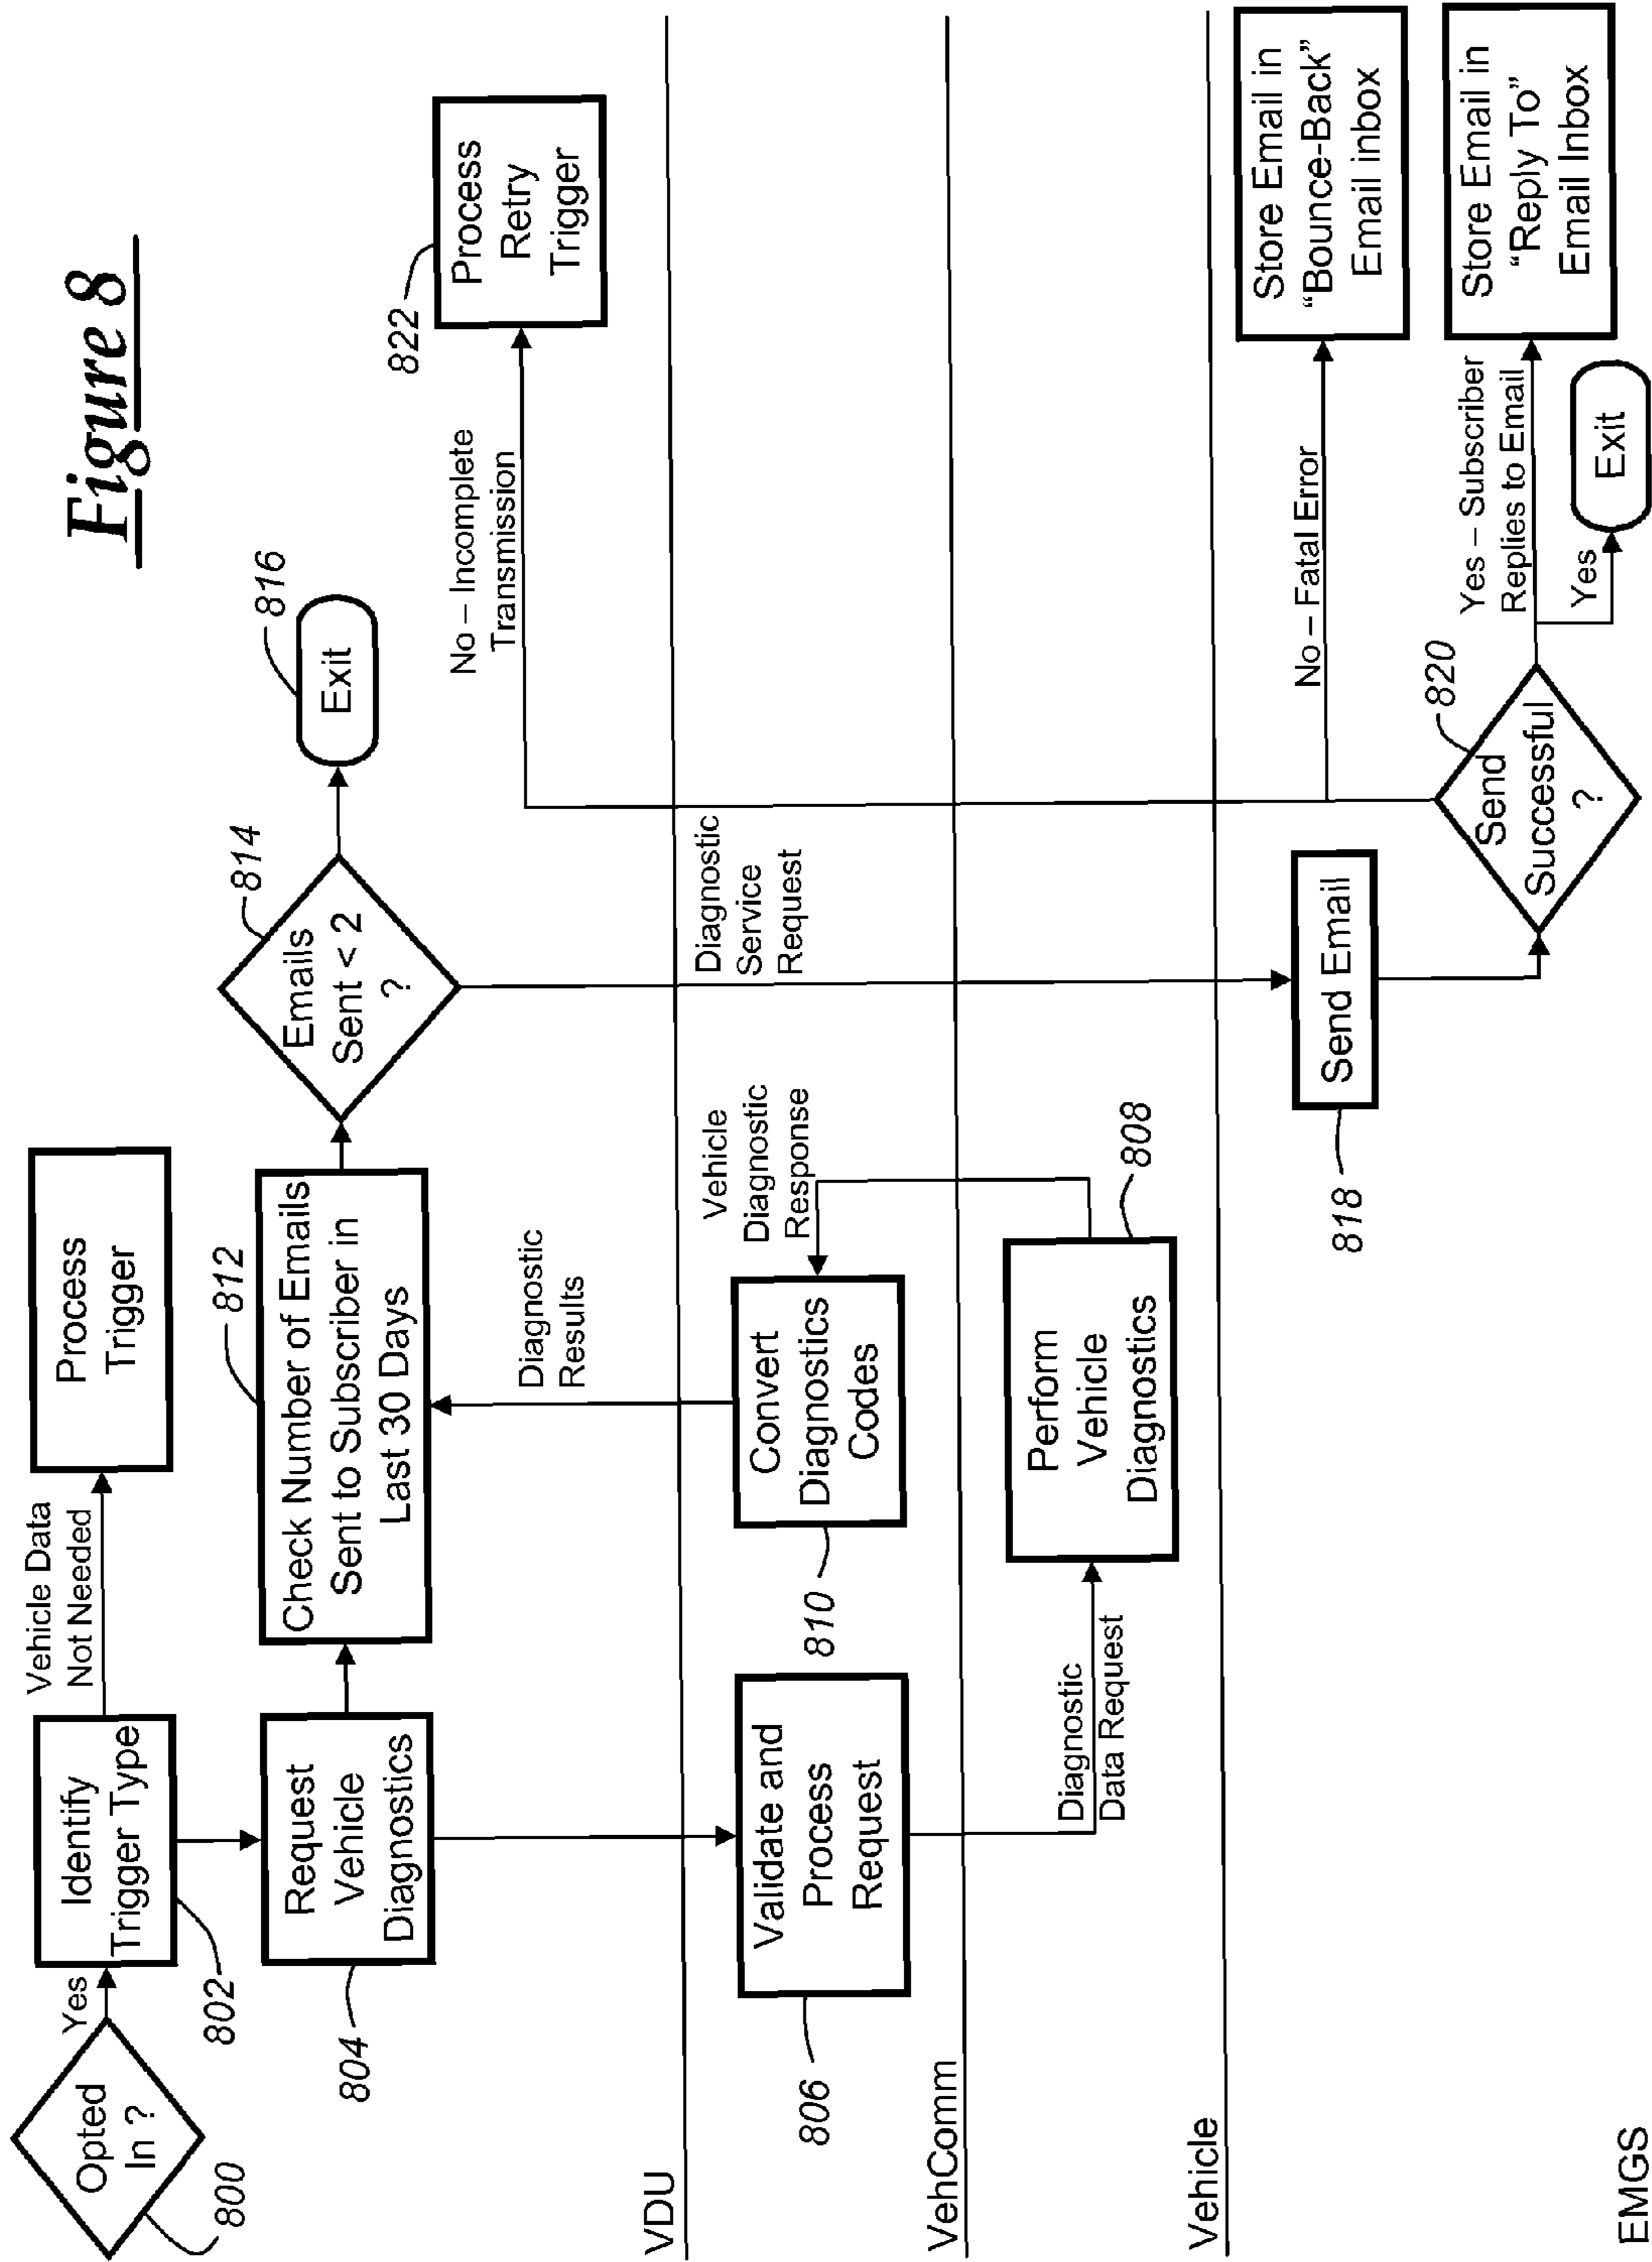 Figure 8
Opted
In ?
800
Yes
Identify
Trigger Type
802
Vehicle Data
Not Needed
Process
Trigger
Request
Vehicle
Diagnostics
804
812
Check Number of Emails
Sent to Subscriber in
Last 30 Days
Emails
Sent < 2
?
814
Exit
816
No – Incomplete
Transmission
822
Process
Retry
Trigger
Diagnostic
Results
Diagnostic
Service
Request
VDU
Validate and
Process
Request
806
Convert
Diagnostics
Codes
810
Vehicle
Diagnostic
Response
VehComm
Diagnostic
Data Request
Perform
Vehicle
Diagnostics
808
Vehicle
Send Email
818
Send
Successful
?
820
No – Fatal Error
Store Email in
“Bounce-Back”
Email inbox
Yes – Subscriber
Replies to Email
Store Email in
“Reply To”
Email Inbox
Yes
Exit
EMGS